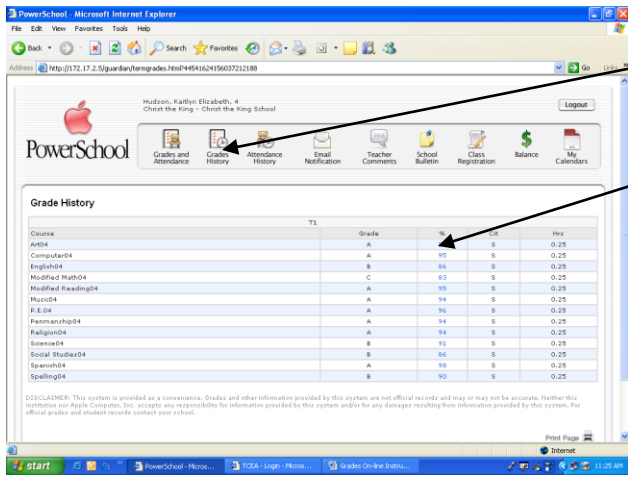 PowerSchool - Microsoft Internet Explorer
File Edit View Favorites Tools Help
Back Search Favorites
Address http://172.17.2.5/guardian/termgrades.html?44541624156037212188 Go Links
Hudson, Kaitlyn Elizabeth, 4
Christ the King - Christ the King School
Logout
PowerSchool
Grades and Attendance Grades History Attendance History Email Notification Teacher Comments School Bulletin Class Registration Balance My Calendars
Grade History
T1
Course Grade % Cit Hrs
Art04 A S 0.25
Computer04 A 95 S 0.25
English04 B 86 S 0.25
Modified Math04 C 83 S 0.25
Modified Reading04 A 95 S 0.25
Music04 A 94 S 0.25
P.E.04 A 96 S 0.25
Penmanship04 A 94 S 0.25
Religion04 A 94 S 0.25
Science04 B 91 S 0.25
Social Studies04 B 86 S 0.25
Spanish04 A 98 S 0.25
Spelling04 B 90 S 0.25
DISCLAIMER: This system is provided as a convenience. Grades and other information provided by this system are not official records and may or may not be accurate. Neither this
institution nor Apple Computer, Inc. accepts any responsibility for information provided by this system and/or for any damages resulting from information provided by this system. For
official grades and student records contact your school.
Print Page
Internet
start PowerSchool - Micros... TCEA - Login - Micros... Grades On-line Instru... 11:25 AM